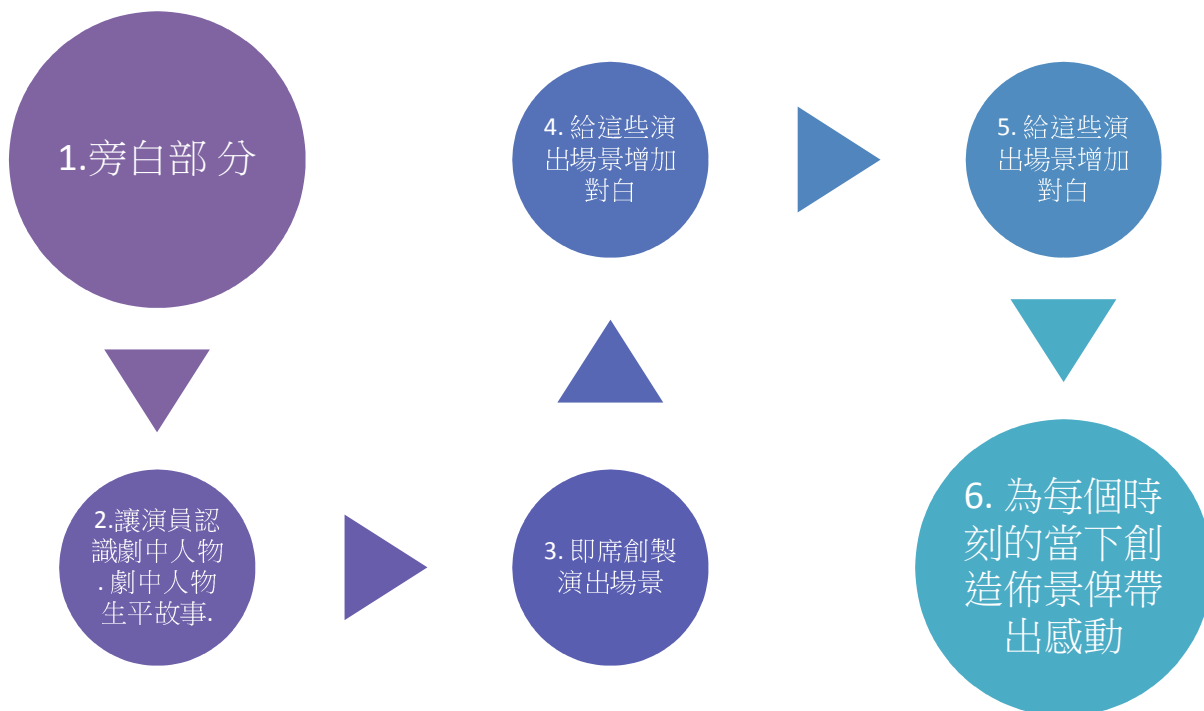 1.旁白部 分
2.讓演員認
識劇中人物
. 劇中人物
生平故事.
3. 即席創製
演出場景
4. 給這些演
出場景增加
對白
5. 給這些演
出場景增加
對白
6. 為每個時
刻的當下創
造佈景俾帶
出感動